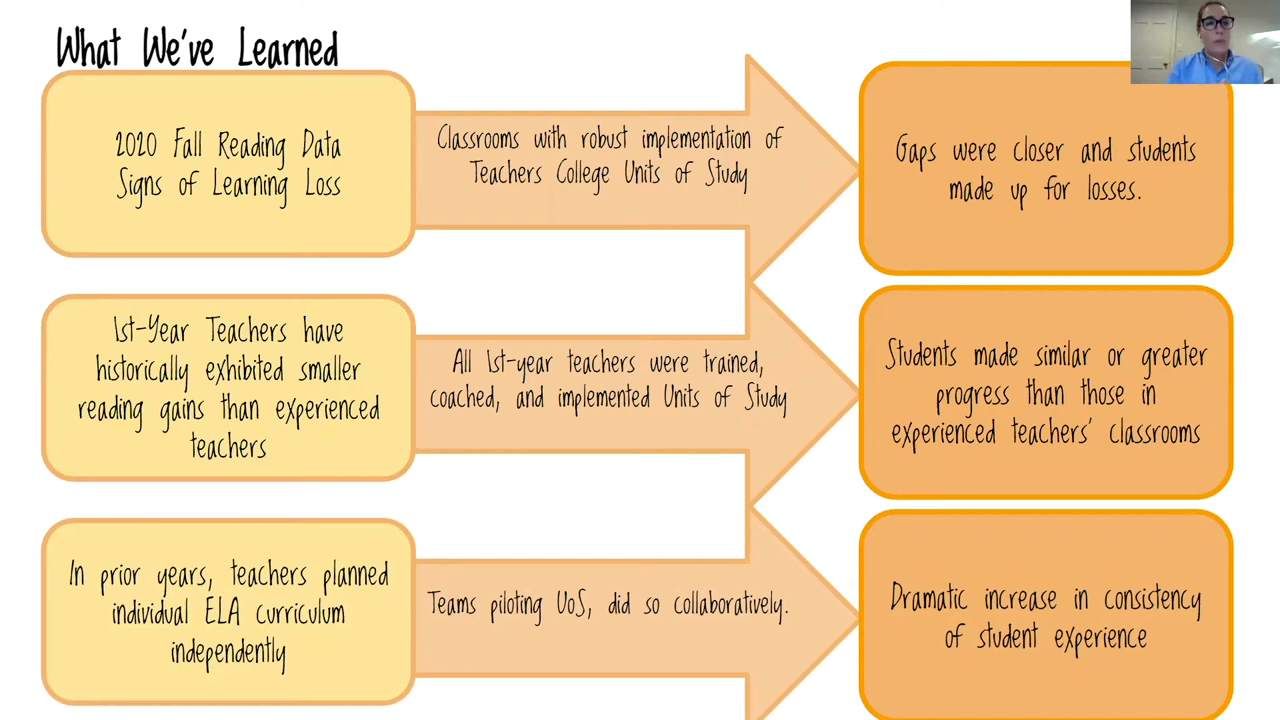 What We've Learned
2020 Fall Reading Data
Signs of Learning Loss
Classrooms with robust implementation of
Teachers College Units of Study
Gaps were closer and students
made up for losses.
1st-Year Teachers have
historically exhibited smaller
reading gains than experienced
teachers
All 1st-year teachers were trained,
coached, and implemented Units of Study
Students made similar or greater
progress than those in
experienced teachers' classrooms
In prior years, teachers planned
individual ELA curriculum
independently
Teams piloting UoS, did so collaboratively.
Dramatic increase in consistency
of student experience